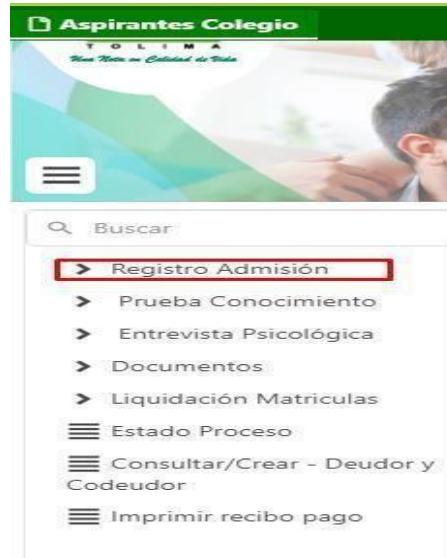 Aspirantes Colegio
TOLIMA
Una Nota en Calidad de Vida
Buscar
Registro Admisión
Prueba Conocimiento
Entrevista Psicológica
Documentos
Liquidación Matriculas
Estado Proceso
Consultar/Crear - Deudor y
Codeudor
Imprimir recibo pago